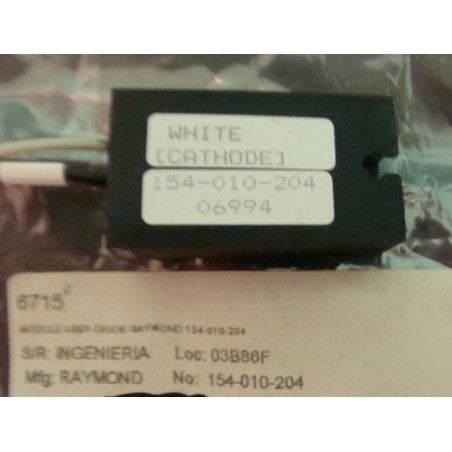 WHITE
[CATHODE]
154-010-204
06994
6715
MODULE ASSY-DIODE RAYMOND 154-010-204
S/R: INGENIERIA Loc: 03B86F
Mfg: RAYMOND No: 154-010-204